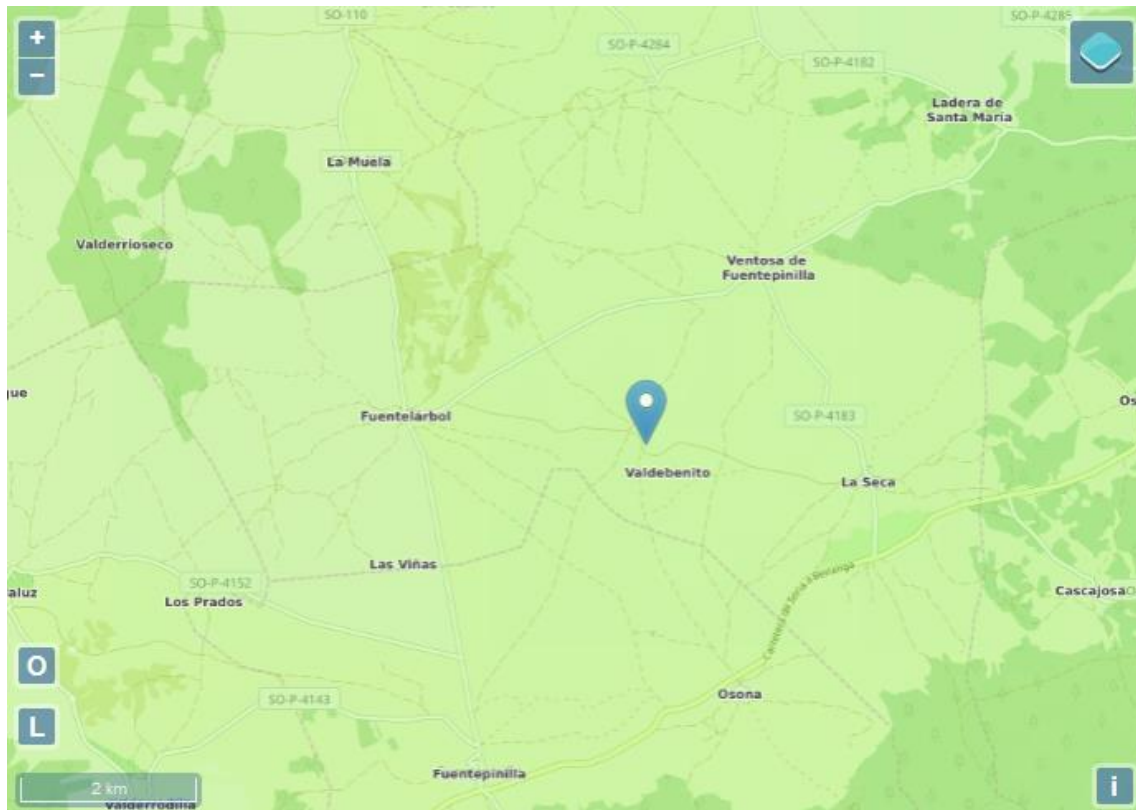 +
−
SO-110
SO-P-4284
SO-P-4182
SO-P-4285
Ladera de
Santa María
La Muela
Valderrioseco
Ventosa de
Fuentepinilla
Fuentelárbol
SO-P-4183
Valdebenito
La Seca
Las Viñas
SO-P-4152
Los Prados
Carretera de Soria a Berlanga
Cascajosa
Osona
O
SO-P-4143
L
Fuentepinilla
2 km
Valderrodilla
i